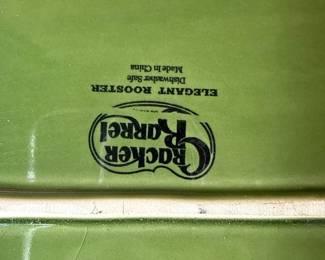 Cracker
Barrel
ELEGANT ROOSTER
Dishwasher Safe
Made In China